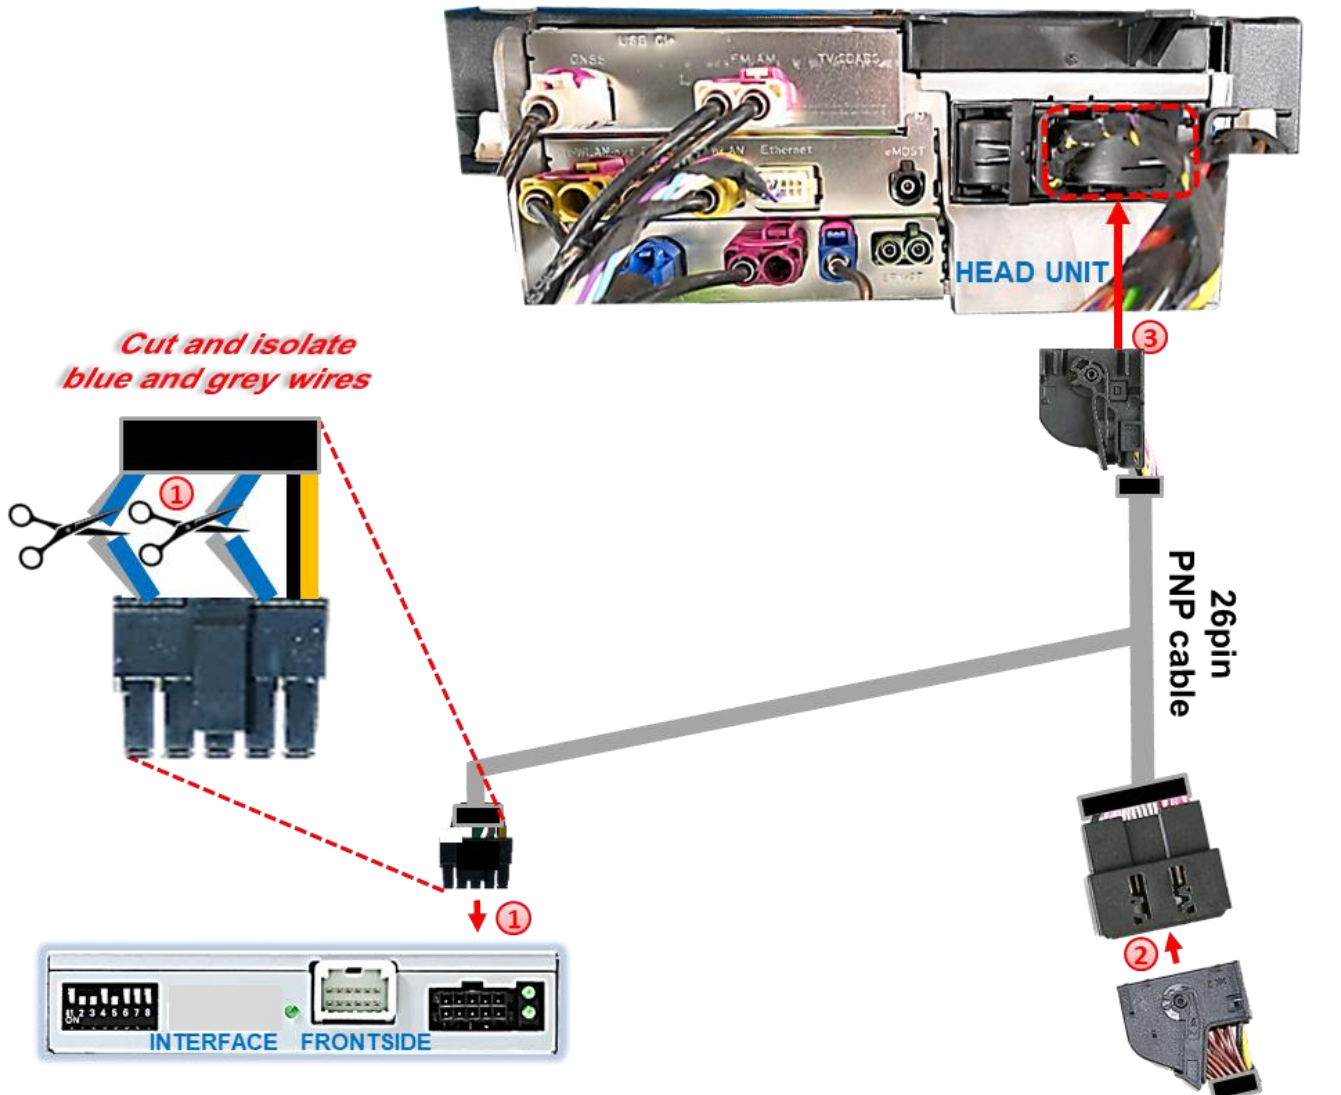 USB
GNSS
FM/AM
WLAN
Ethernet
eMOST
HEAD UNIT
3
Cut and isolate
blue and grey wires
1
26pin
PNP cable
1
2
1 2 3 4 5 6 7 8
ON
INTERFACE FRONTSIDE